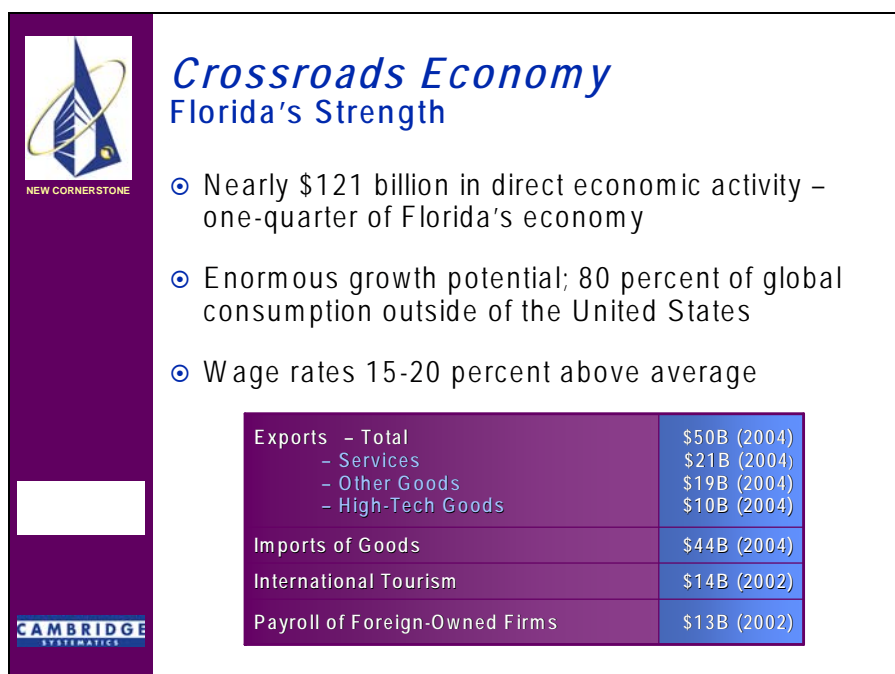 Crossroads Economy
Florida's Strength
NEW CORNERSTONE
⦿ Nearly $121 billion in direct economic activity –
one-quarter of Florida's economy
⦿ Enormous growth potential; 80 percent of global
consumption outside of the United States
⦿ Wage rates 15-20 percent above average
Exports – Total $50B (2004)
– Services $21B (2004)
– Other Goods $19B (2004)
– High-Tech Goods $10B (2004)
Imports of Goods $44B (2004)
International Tourism $14B (2002)
Payroll of Foreign-Owned Firms $13B (2002)
CAMBRIDGE
SYSTEMATICS